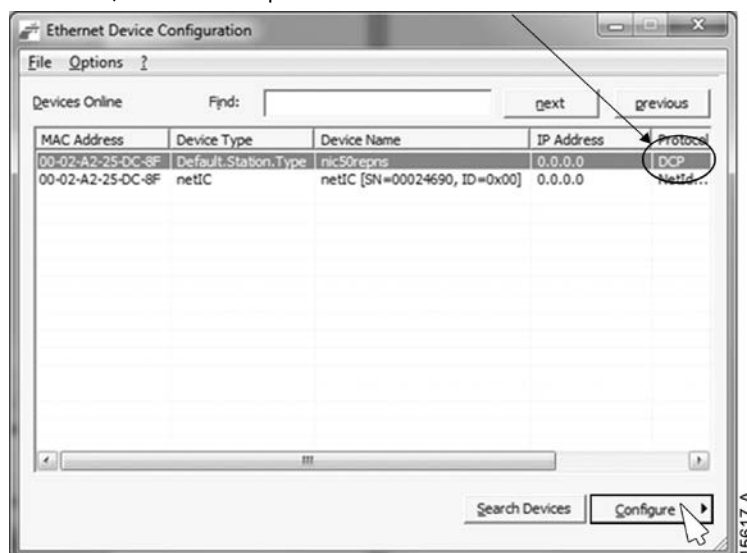 Ethernet Device Configuration
File Options ?
Devices Online Find: next previous
MAC Address Device Type Device Name IP Address Protocol
00-02-A2-25-DC-8F Default.Station.Type nic50repns 0.0.0.0 DCP
00-02-A2-25-DC-8F netIC netIC [SN=00024690, ID=0x00] 0.0.0.0 NetId...
Search Devices Configure